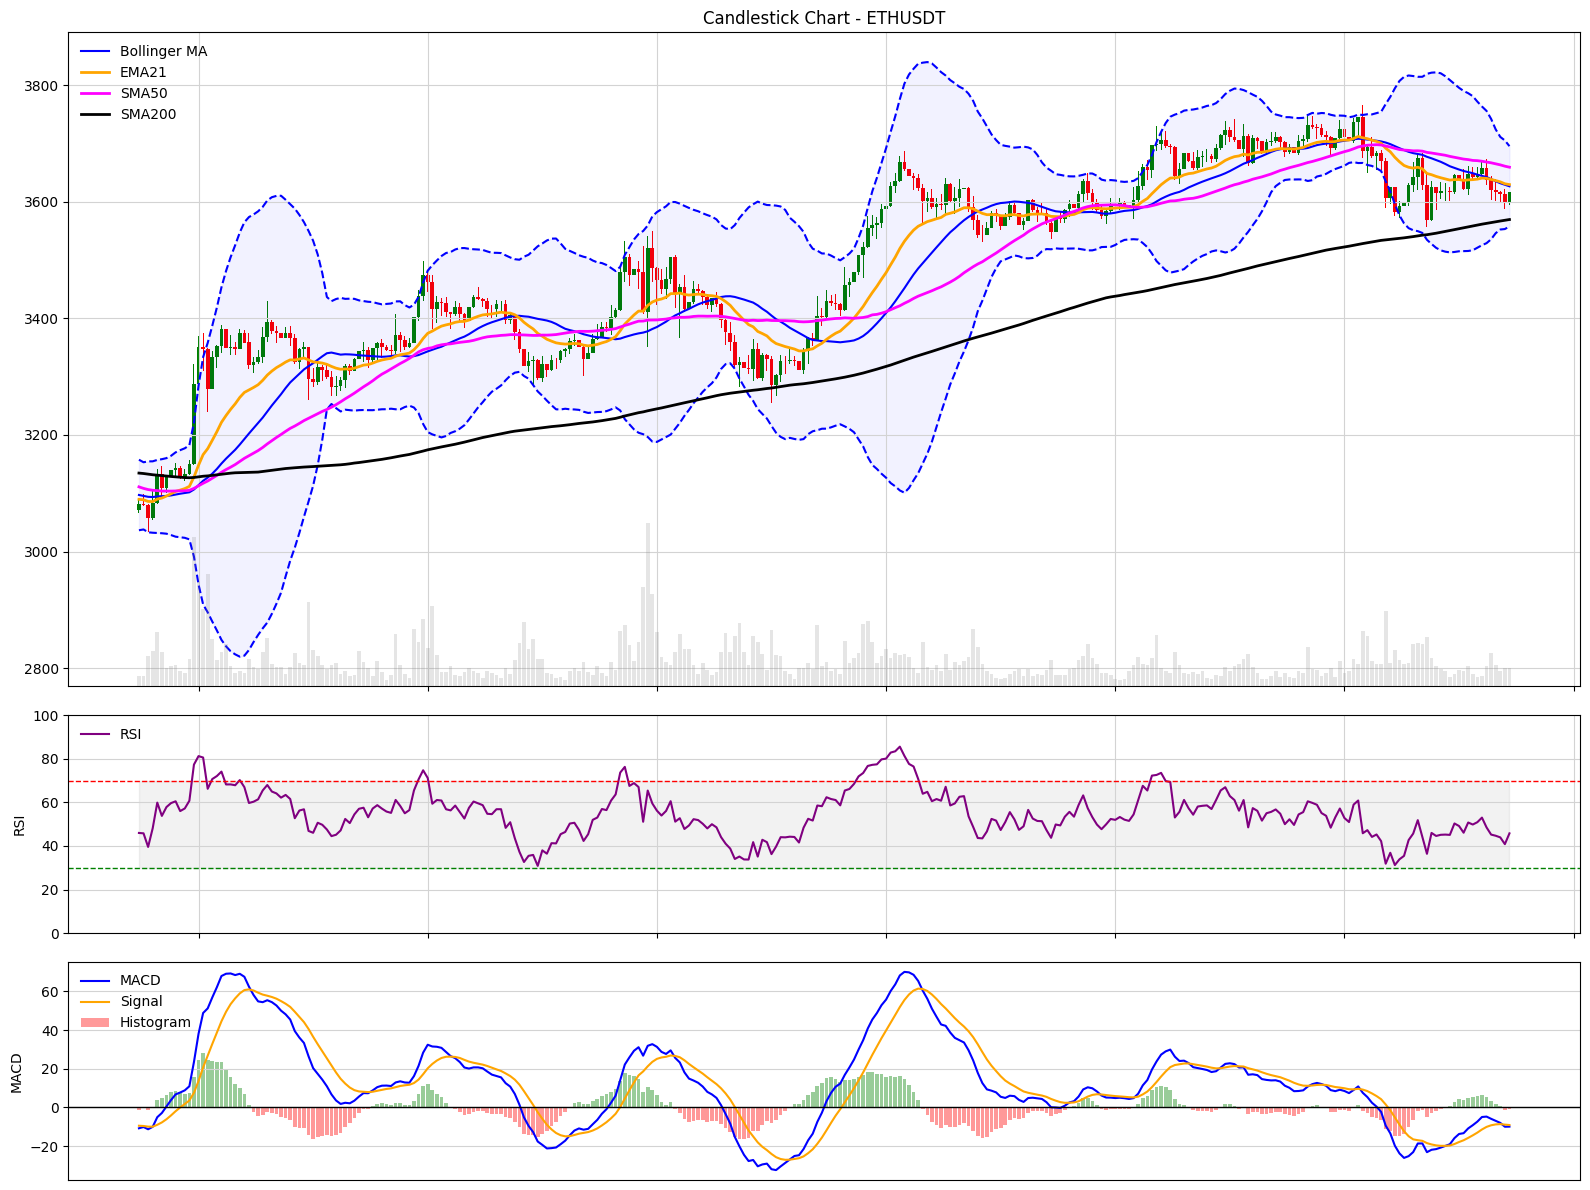 Candlestick Chart - ETHUSDT
Bollinger MA
EMA21
SMA50
SMA200
3800
3600
3400
3200
3000
2800
RSI
100
80
60
40
20
0
RSI
MACD
Signal
Histogram
60
40
20
0
−20
MACD